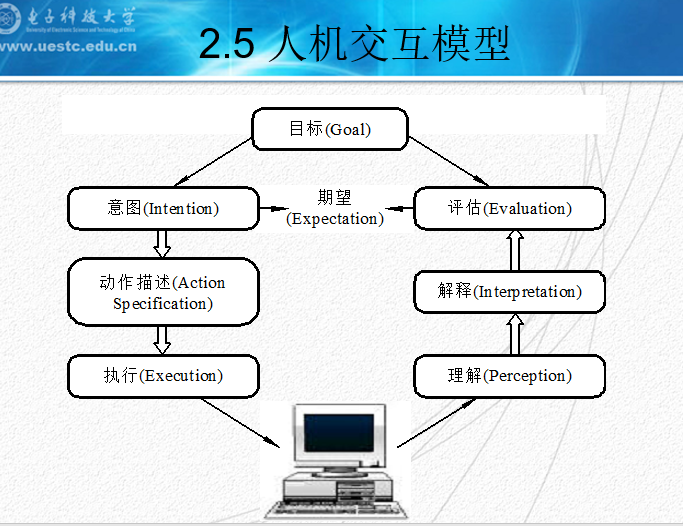 电子科技大学
University of Electronic Science and Technology of China
www.uestc.edu.cn
2.5 人机交互模型
目标(Goal)
意图(Intention)
期望
(Expectation)
评估(Evaluation)
动作描述(Action
Specification)
解释(Interpretation)
执行(Execution)
理解(Perception)